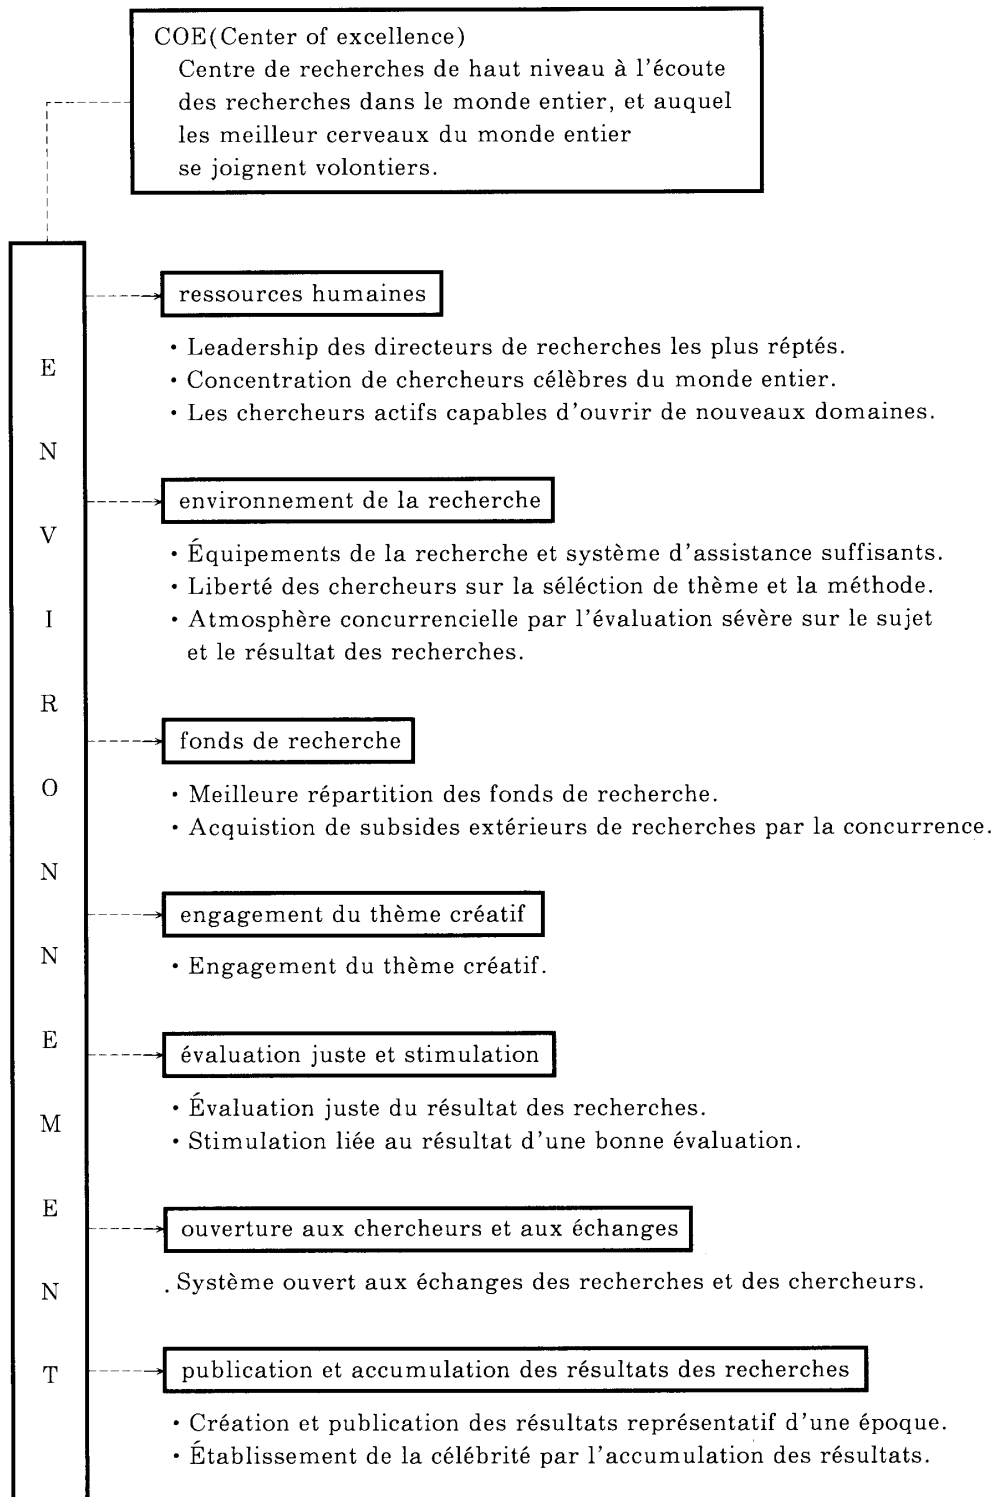 COE(Center of excellence)
Centre de recherches de haut niveau à l'écoute
des recherches dans le monde entier, et auquel
les meilleur cerveaux du monde entier
se joignent volontiers.
ENVIRONNEMENT
ressources humaines
・Leadership des directeurs de recherches les plus réptés.
・Concentration de chercheurs célèbres du monde entier.
・Les chercheurs actifs capables d'ouvrir de nouveaux domaines.
environnement de la recherche
・Équipements de la recherche et système d'assistance suffisants.
・Liberté des chercheurs sur la séléction de thème et la méthode.
・Atmosphère concurrencielle par l'évaluation sévère sur le sujet
et le résultat des recherches.
fonds de recherche
・Meilleure répartition des fonds de recherche.
・Acquistion de subsides extérieurs de recherches par la concurrence.
engagement du thème créatif
・Engagement du thème créatif.
évaluation juste et stimulation
・Évaluation juste du résultat des recherches.
・Stimulation liée au résultat d'une bonne évaluation.
ouverture aux chercheurs et aux échanges
. Système ouvert aux échanges des recherches et des chercheurs.
publication et accumulation des résultats des recherches
・Création et publication des résultats représentatif d'une époque.
・Établissement de la célébrité par l'accumulation des résultats.